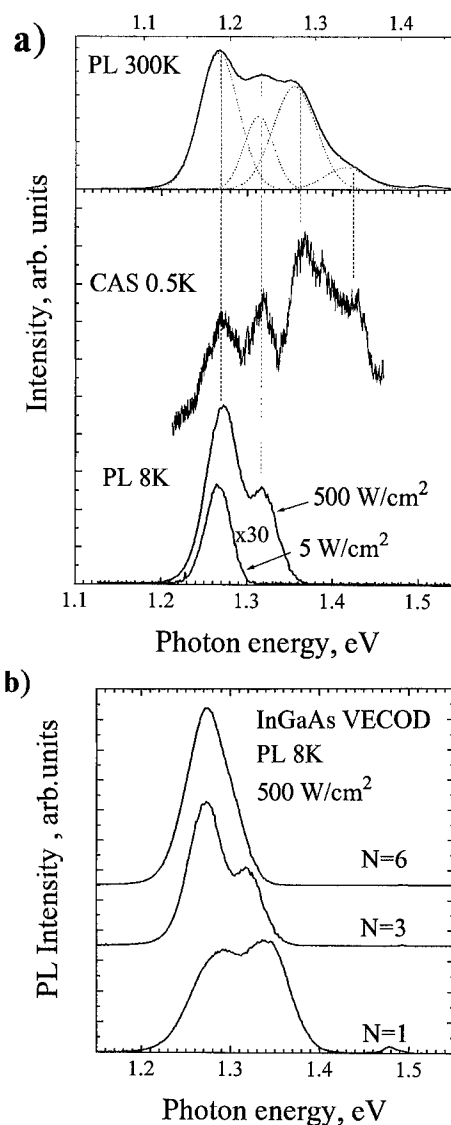 1.1 1.2 1.3 1.4
a)
PL 300K
CAS 0.5K
PL 8K
500 W/cm²
x30
5 W/cm²
Intensity, arb. units
1.1 1.2 1.3 1.4 1.5
Photon energy, eV
b)
InGaAs VECOD
PL 8K
500 W/cm²
N=6
N=3
N=1
PL Intensity , arb.units
1.2 1.3 1.4 1.5
Photon energy, eV